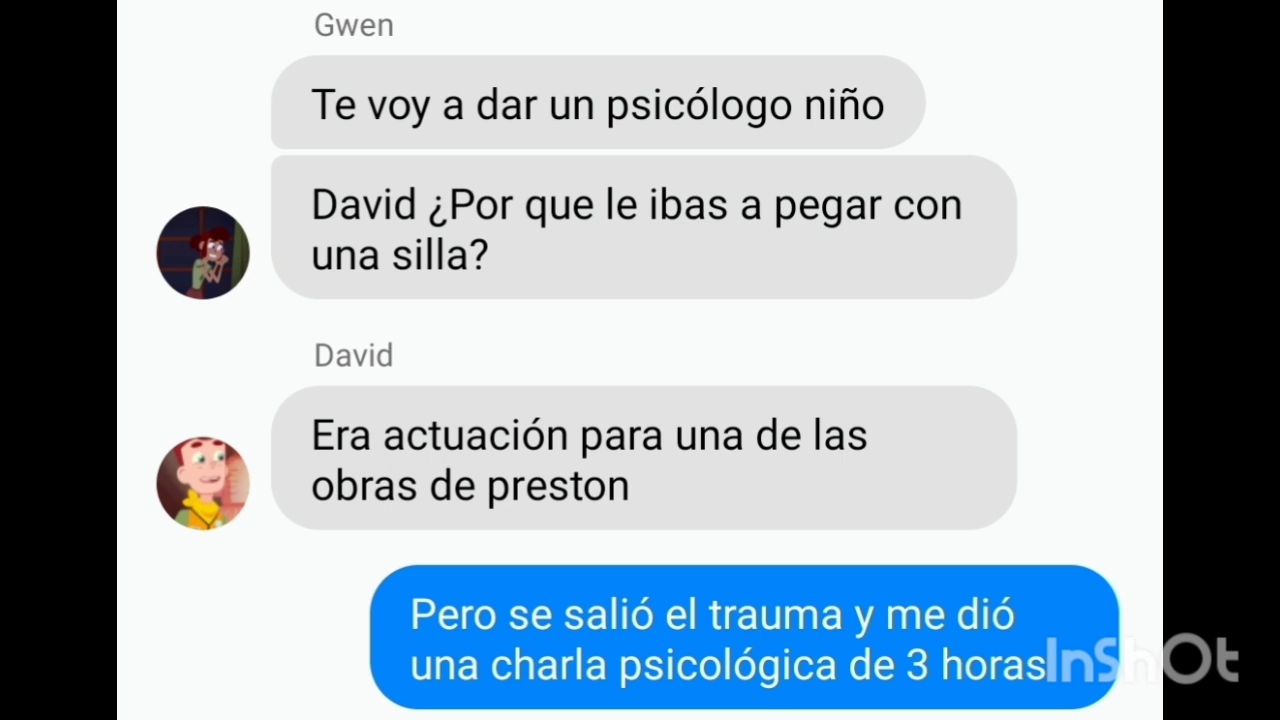 Gwen
Te voy a dar un psicólogo niño
David ¿Por que le ibas a pegar con
una silla?
David
Era actuación para una de las
obras de preston
Pero se salió el trauma y me dió
una charla psicológica de 3 horas
InShOt